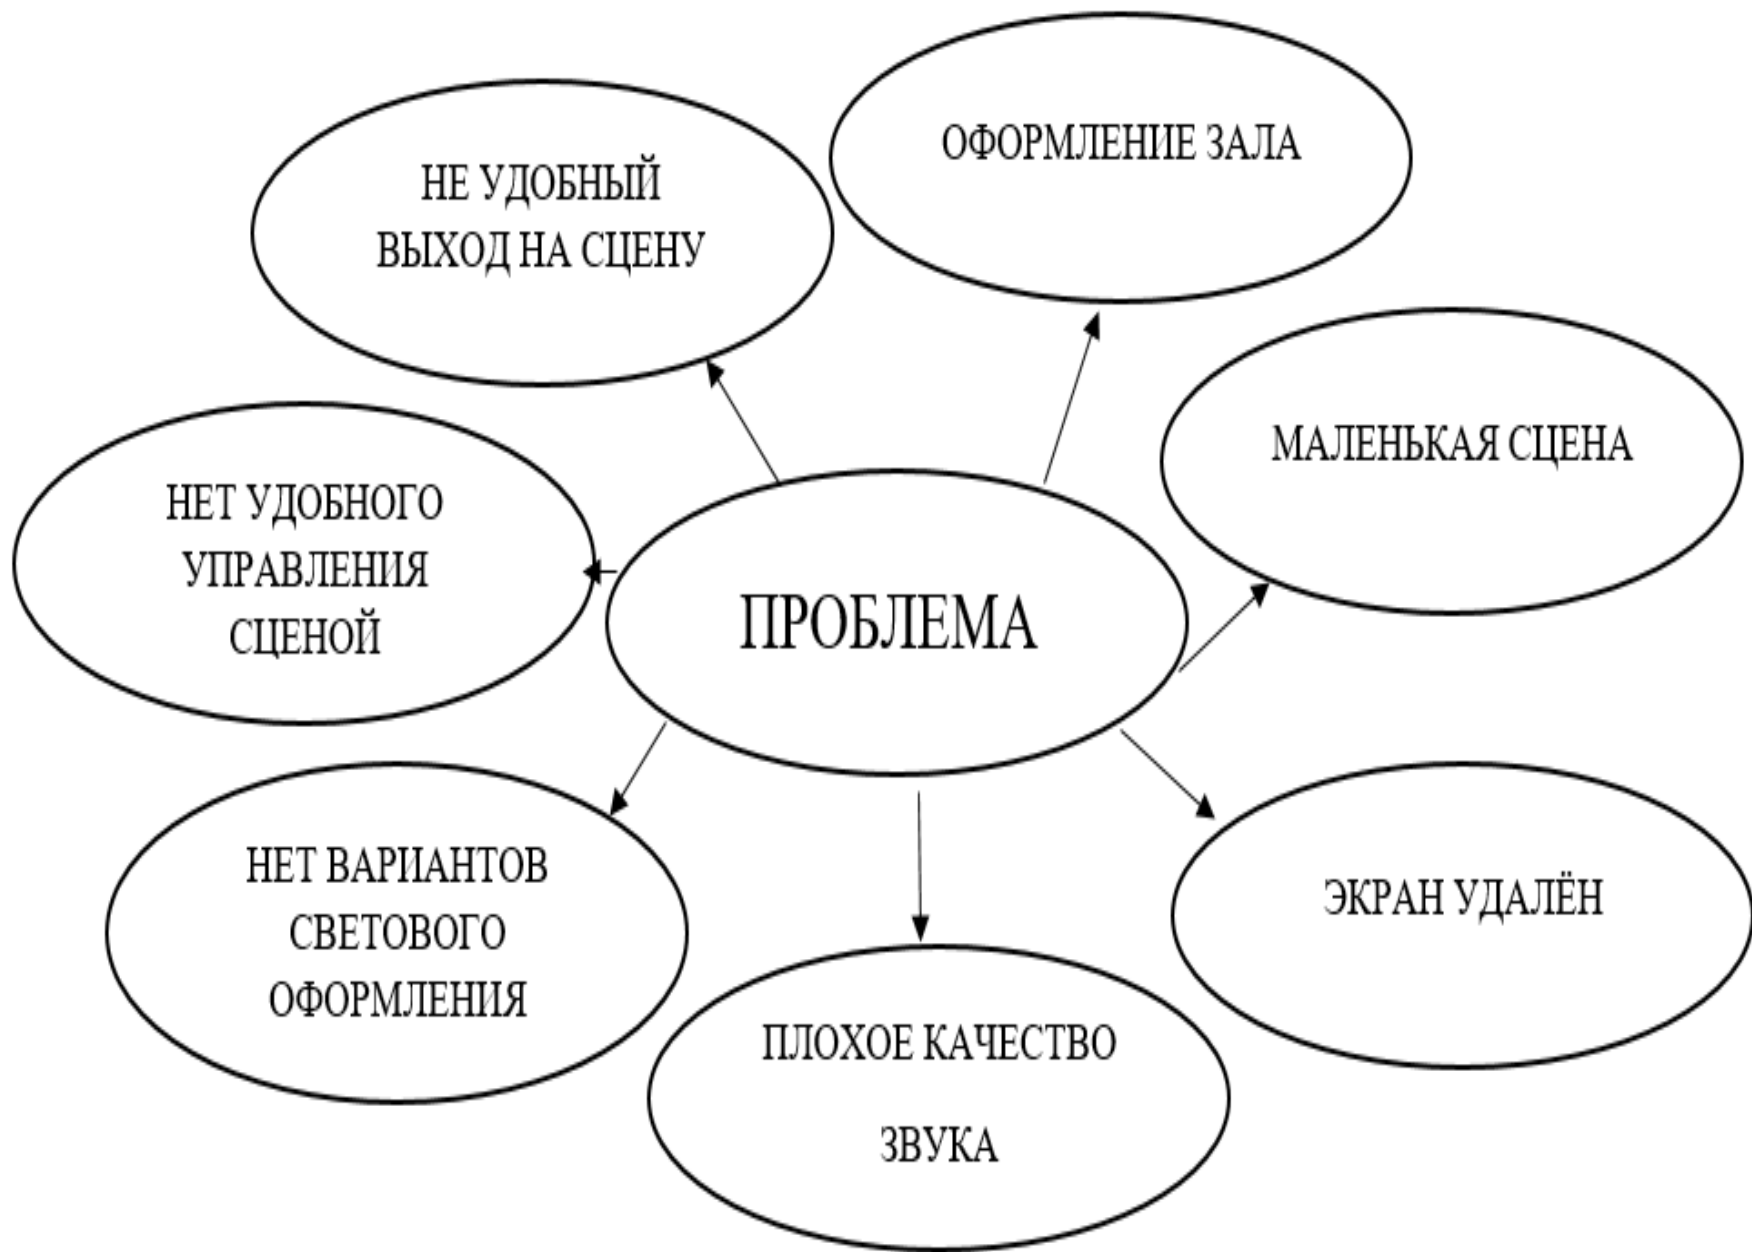 ОФОРМЛЕНИЕ ЗАЛА
НЕ УДОБНЫЙ
ВЫХОД НА СЦЕНУ
МАЛЕНЬКАЯ СЦЕНА
НЕТ УДОБНОГО
УПРАВЛЕНИЯ
СЦЕНОЙ
ПРОБЛЕМА
НЕТ ВАРИАНТОВ
СВЕТОВОГО
ОФОРМЛЕНИЯ
ЭКРАН УДАЛЁН
ПЛОХОЕ КАЧЕСТВО
ЗВУКА